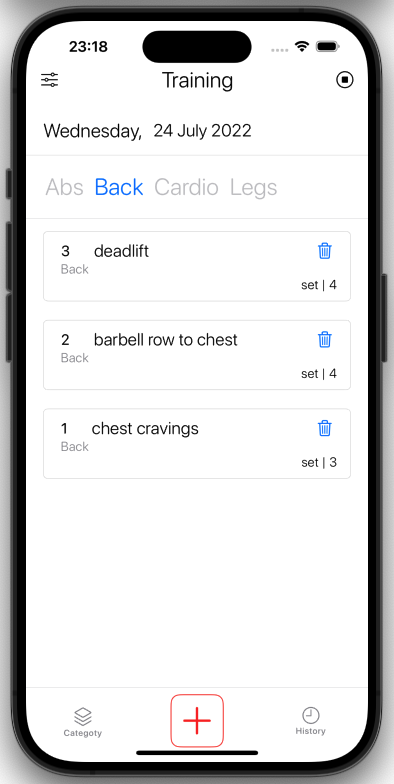 23:18
Training
Wednesday, 24 July 2022
Abs Back Cardio Legs
3 deadlift
Back
set | 4
2 barbell row to chest
Back
set | 4
1 chest cravings
Back
set | 3
Categoty
History